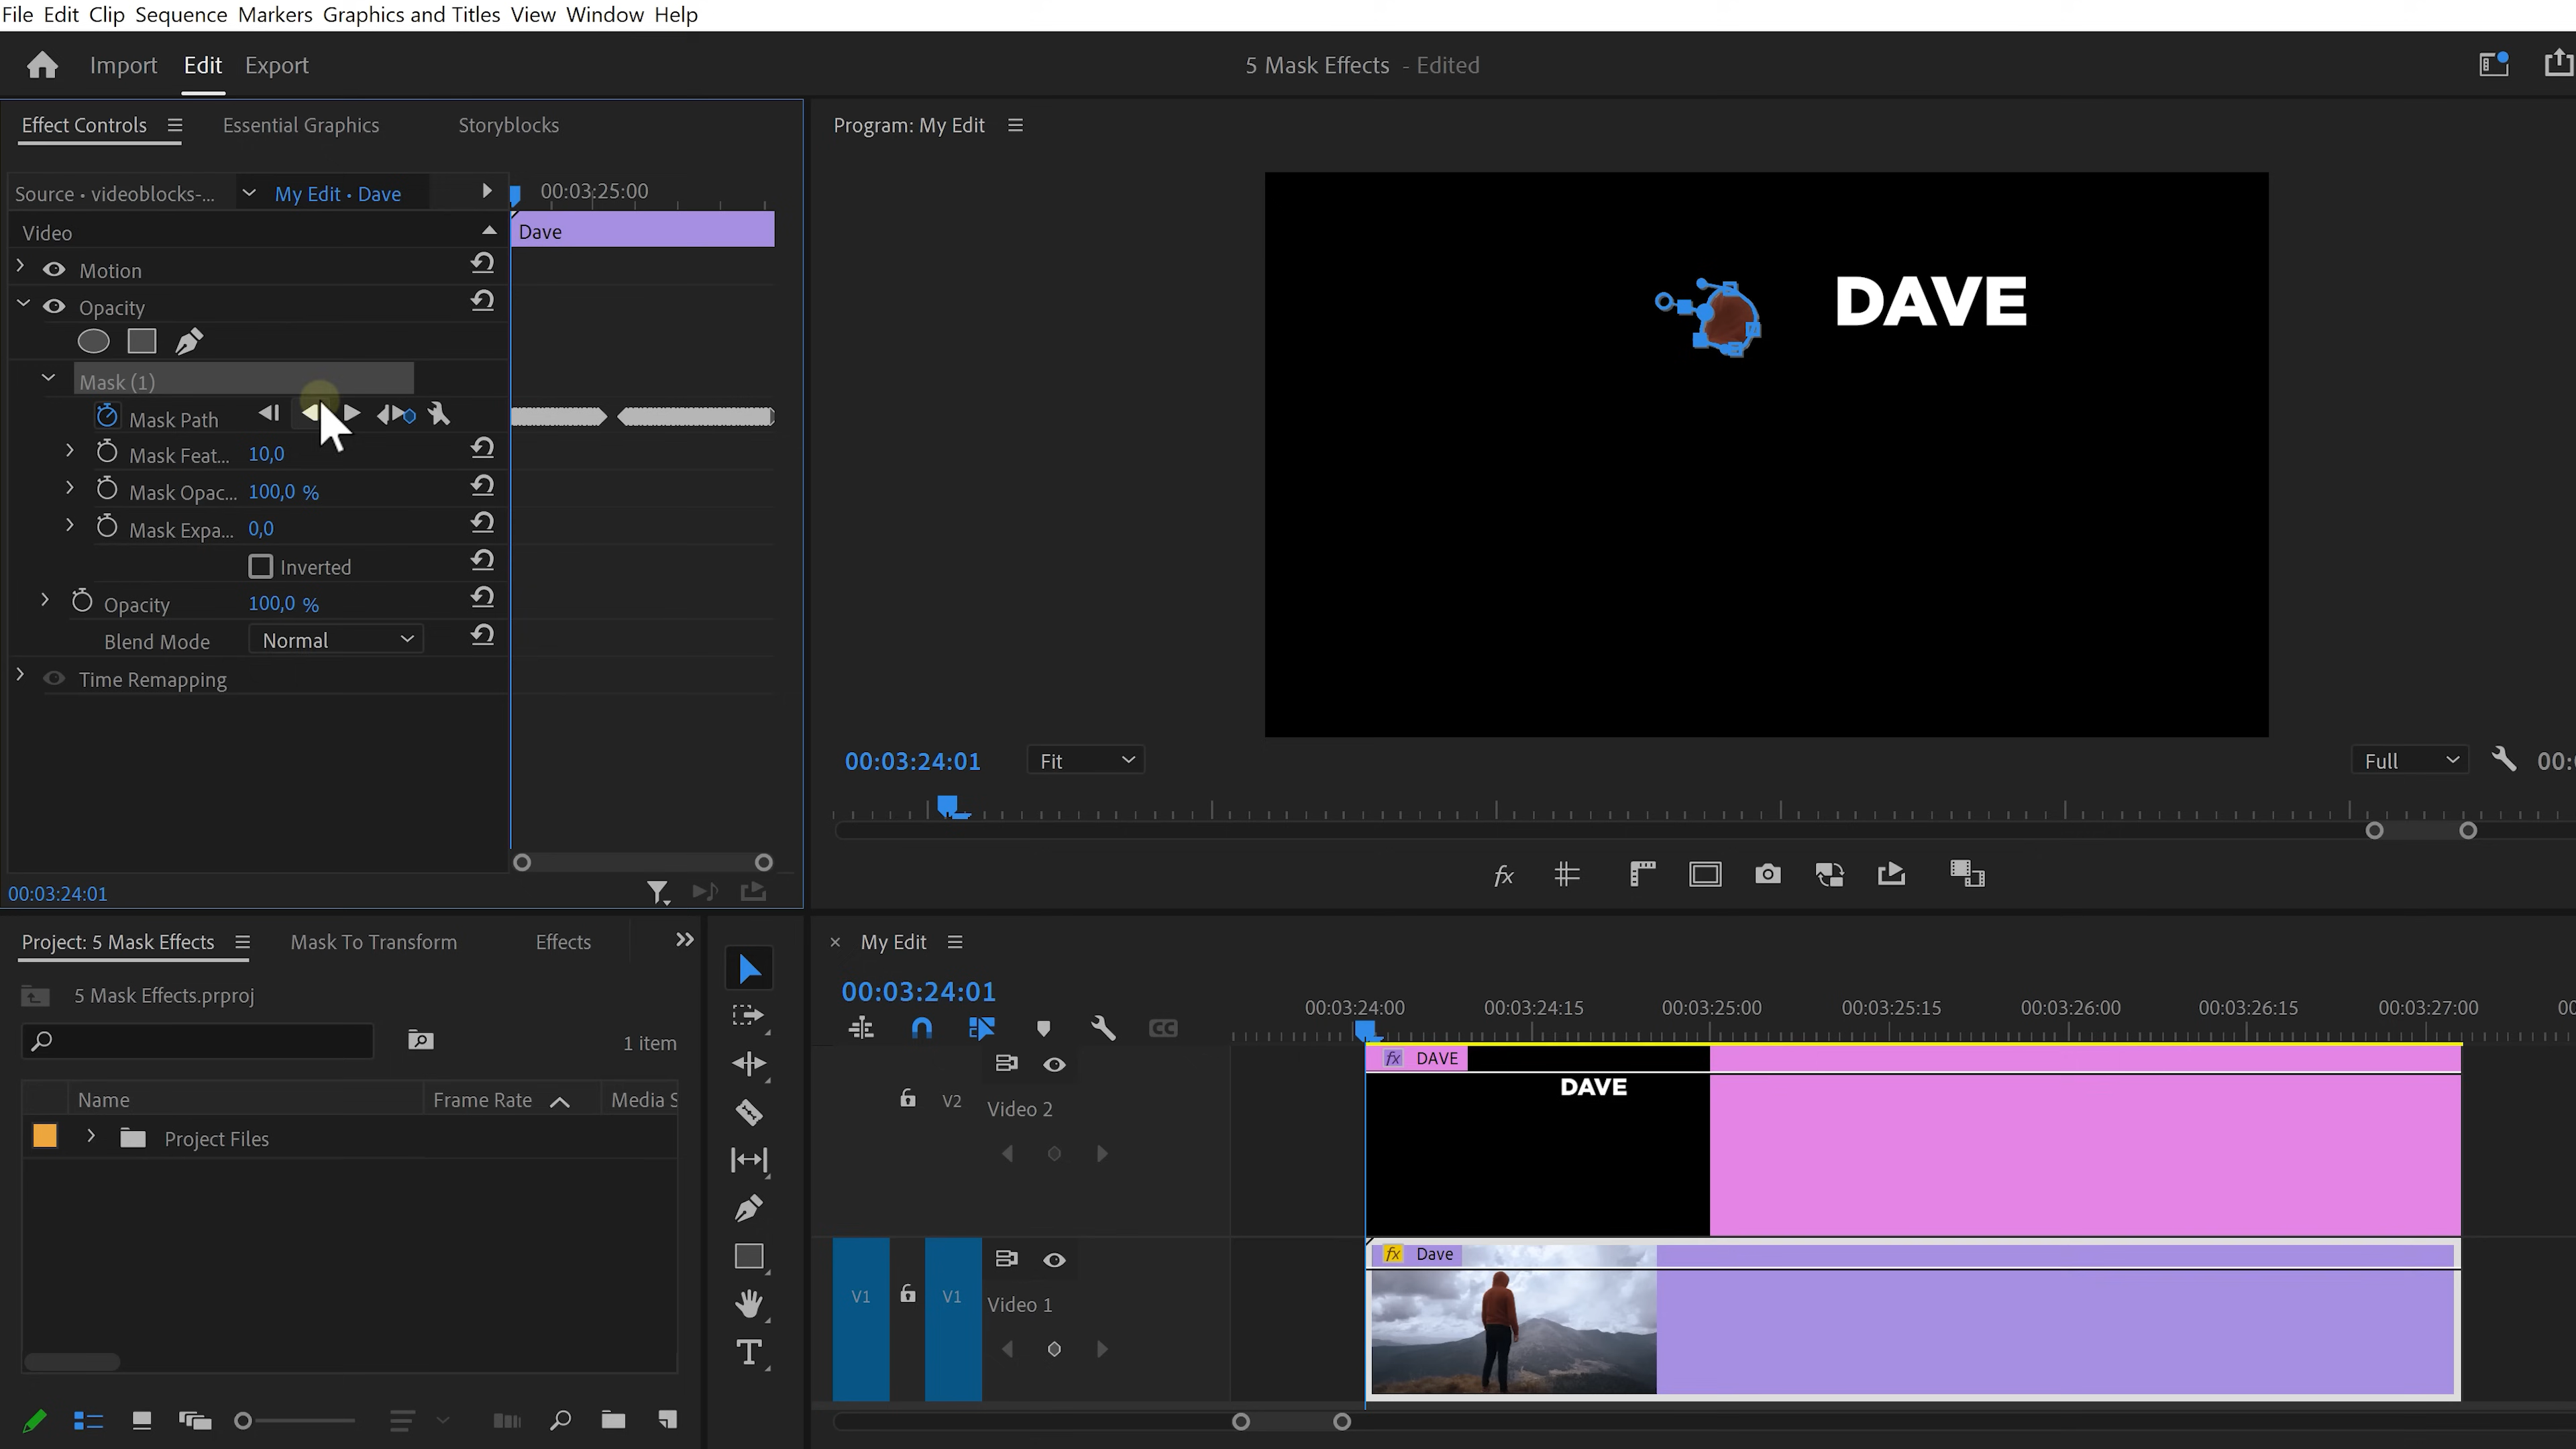 File Edit Clip Sequence Markers Graphics and Titles View Window Help
Import Edit Export
5 Mask Effects - Edited
Effect Controls Essential Graphics Storyblocks
Program: My Edit
Source • videoblocks-... My Edit • Dave
00:03:25:00
Video
Dave
Motion
Opacity
Mask (1)
Mask Path
Mask Feat... 10,0
Mask Opac... 100,0 %
Mask Expa... 0,0
Inverted
Opacity 100,0 %
Blend Mode Normal
Time Remapping
00:03:24:01
DAVE
00:03:24:01 Fit Full 00:
Project: 5 Mask Effects Mask To Transform Effects
5 Mask Effects.prproj
1 item
Name Frame Rate Media S
Project Files
My Edit
00:03:24:01
00:03:24:00 00:03:24:15 00:03:25:00 00:03:25:15 00:03:26:00 00:03:26:15 00:03:27:00 00
CC
fx DAVE
DAVE
V2 Video 2
fx Dave
V1 V1 Video 1
fx
T